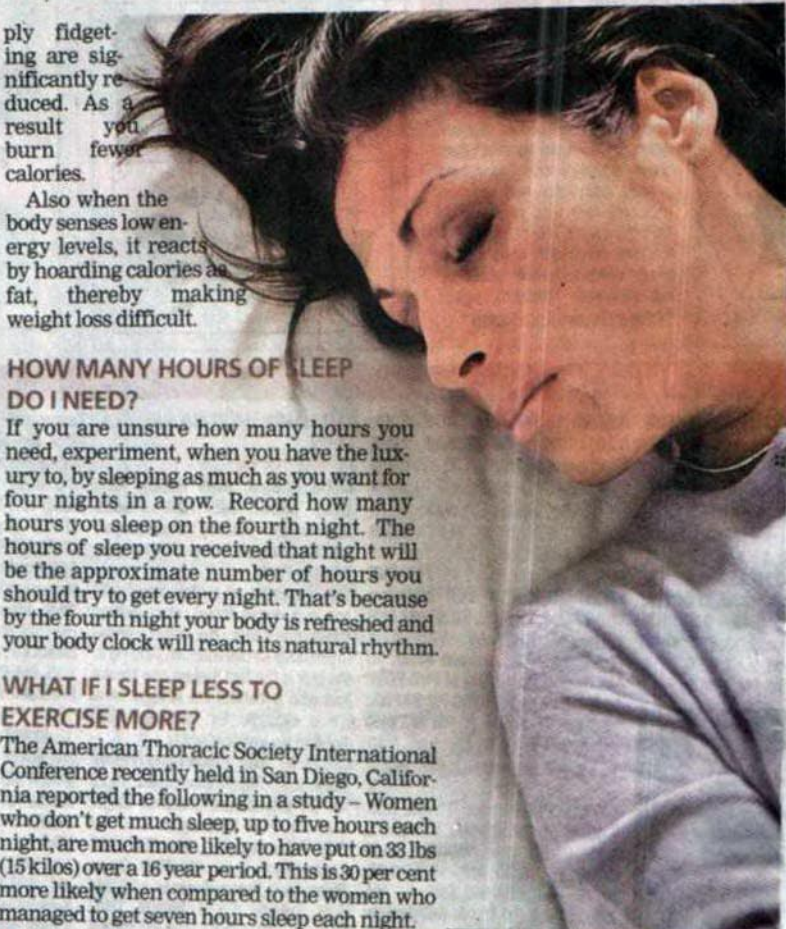 ply fidget-
ing are sig-
nificantly re-
duced. As a
result you
burn fewer
calories.
Also when the
body senses low en-
ergy levels, it reacts
by hoarding calories as
fat, thereby making
weight loss difficult.
HOW MANY HOURS OF SLEEP
DO I NEED?
If you are unsure how many hours you
need, experiment, when you have the lux-
ury to, by sleeping as much as you want for
four nights in a row. Record how many
hours you sleep on the fourth night. The
hours of sleep you received that night will
be the approximate number of hours you
should try to get every night. That's because
by the fourth night your body is refreshed and
your body clock will reach its natural rhythm.
WHAT IF I SLEEP LESS TO
EXERCISE MORE?
The American Thoracic Society International
Conference recently held in San Diego, Califor-
nia reported the following in a study – Women
who don't get much sleep, up to five hours each
night, are much more likely to have put on 33 lbs
(15 kilos) over a 16 year period. This is 30 per cent
more likely when compared to the women who
managed to get seven hours sleep each night.